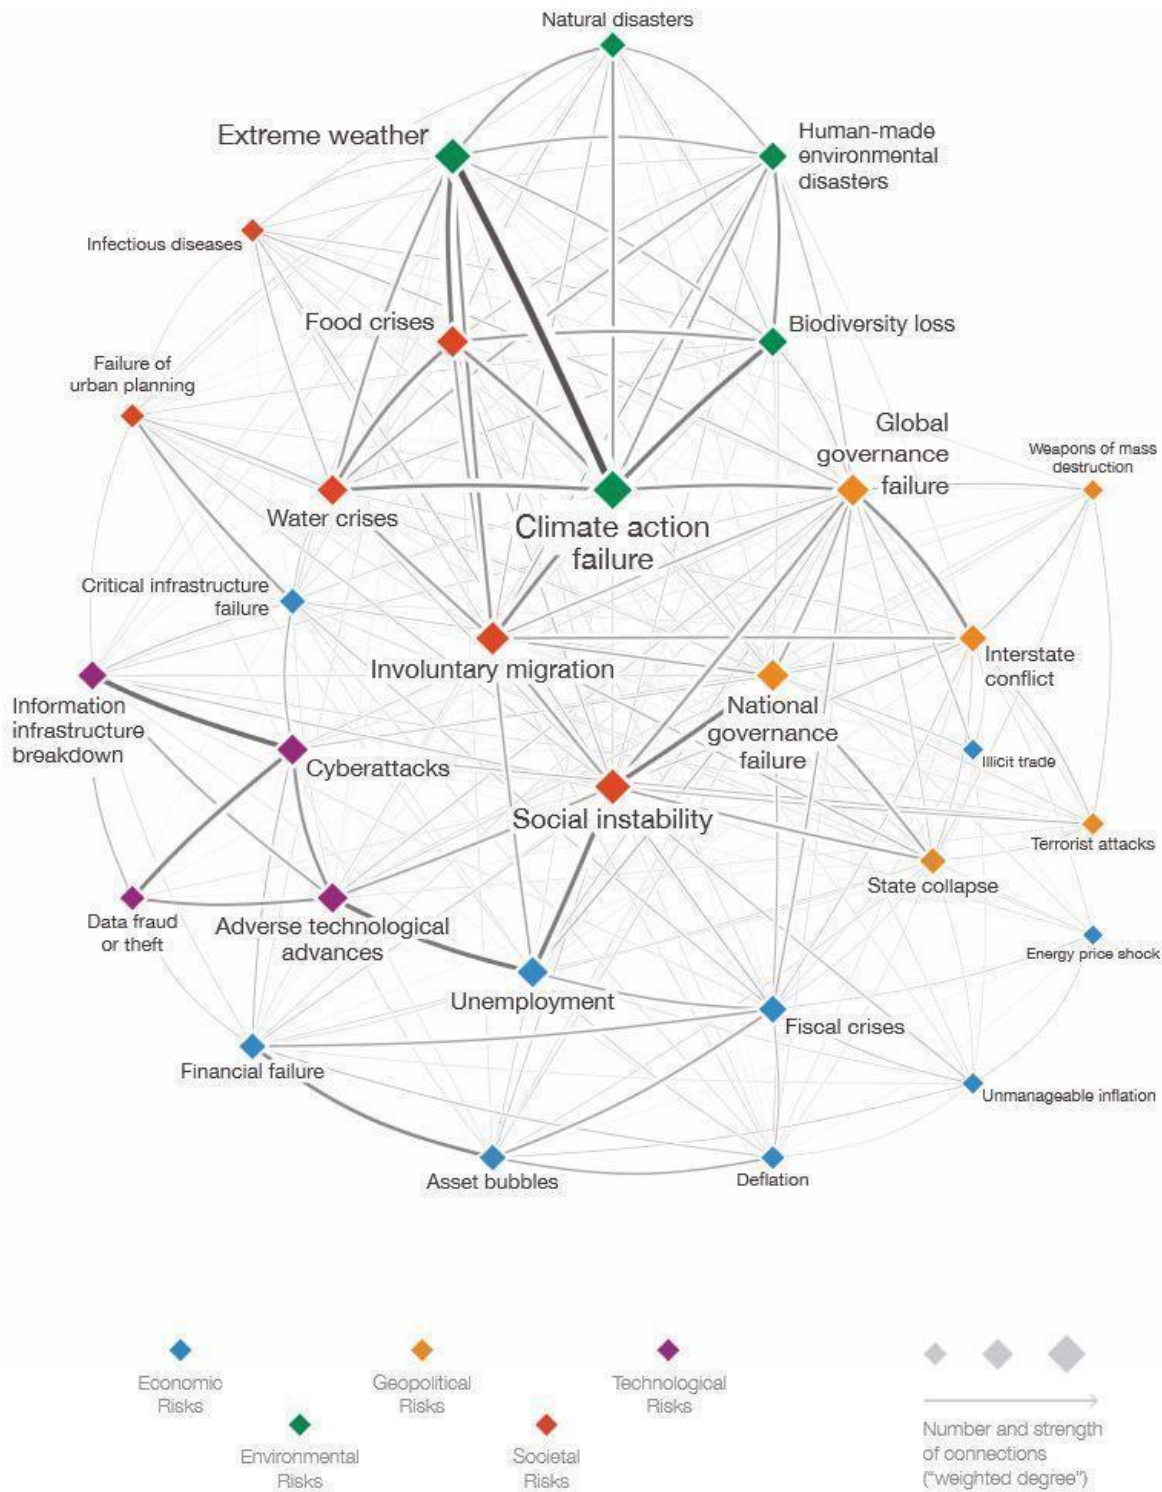 Natural disasters
Extreme weather
Human-made
environmental
disasters
Infectious diseases
Food crises
Biodiversity loss
Failure of
urban planning
Global
governance
failure
Weapons of mass
destruction
Water crises
Climate action
failure
Critical infrastructure
failure
Involuntary migration
Interstate
conflict
Information
infrastructure
breakdown
National
governance
failure
Cyberattacks
Illicit trade
Social instability
Terrorist attacks
State collapse
Data fraud
or theft
Adverse technological
advances
Energy price shock
Unemployment
Fiscal crises
Financial failure
Unmanageable inflation
Asset bubbles
Deflation
Economic
Risks
Geopolitical
Risks
Technological
Risks
Environmental
Risks
Societal
Risks
Number and strength
of connections
("weighted degree")